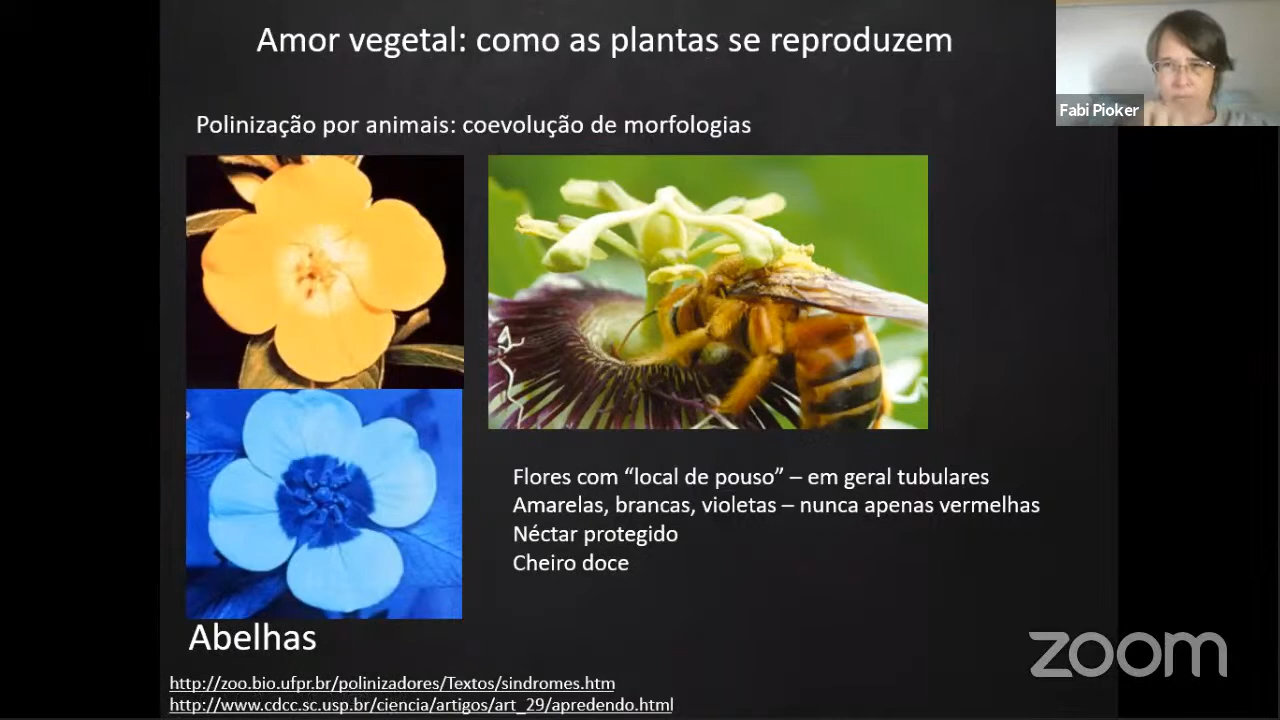 Amor vegetal: como as plantas se reproduzem
Fabi Pioker
Polinização por animais: coevolução de morfologias
Flores com “local de pouso” – em geral tubulares
Amarelas, brancas, violetas – nunca apenas vermelhas
Néctar protegido
Cheiro doce
Abelhas
zoom
http://zoo.bio.ufpr.br/polinizadores/Textos/sindromes.htm
http://www.cdcc.sc.usp.br/ciencia/artigos/art_29/apredendo.html